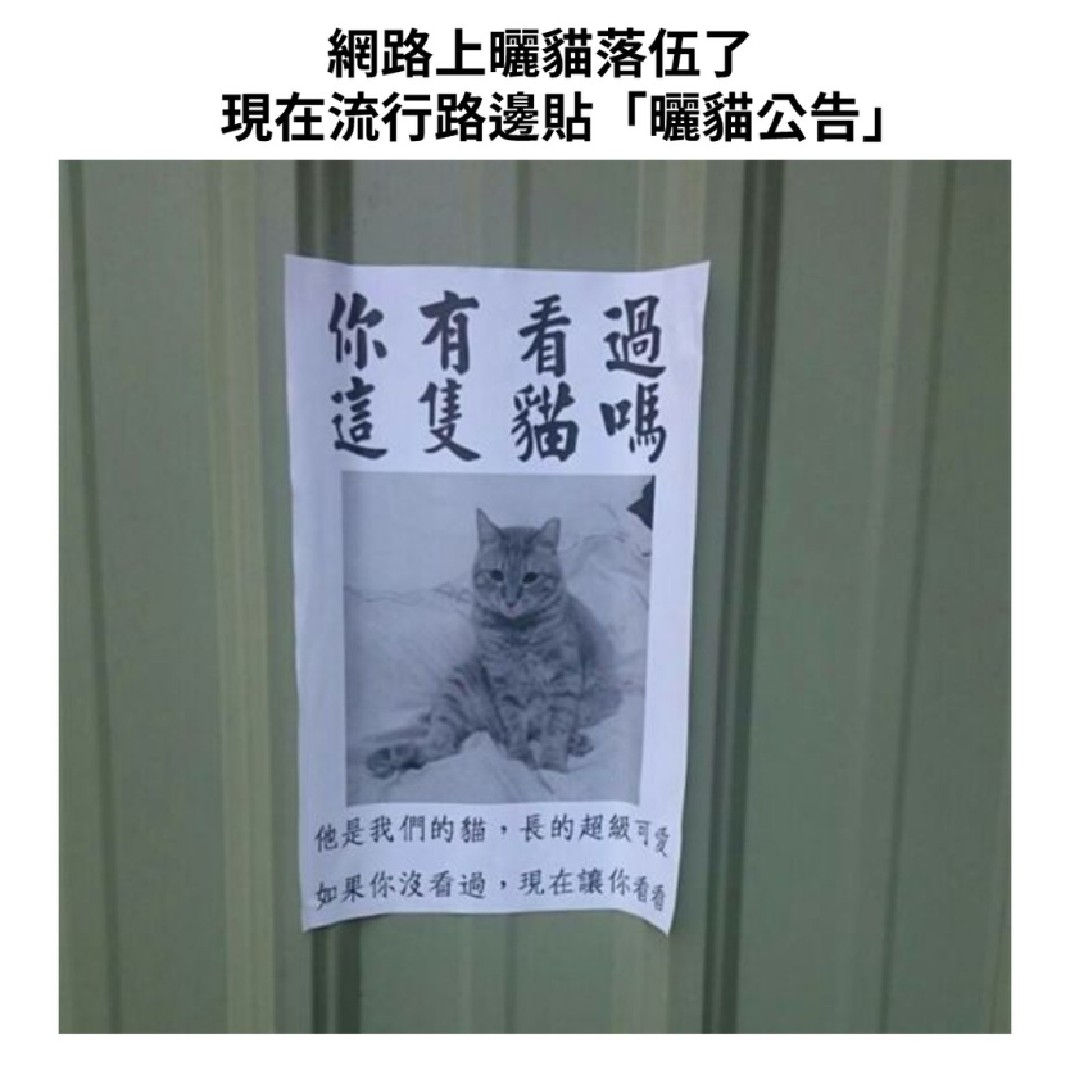 網路上曬貓落伍了
現在流行路邊貼「曬貓公告」
你有看過
這隻貓嗎
他是我們的貓，長的超級可愛
如果你沒看過，現在讓你看看